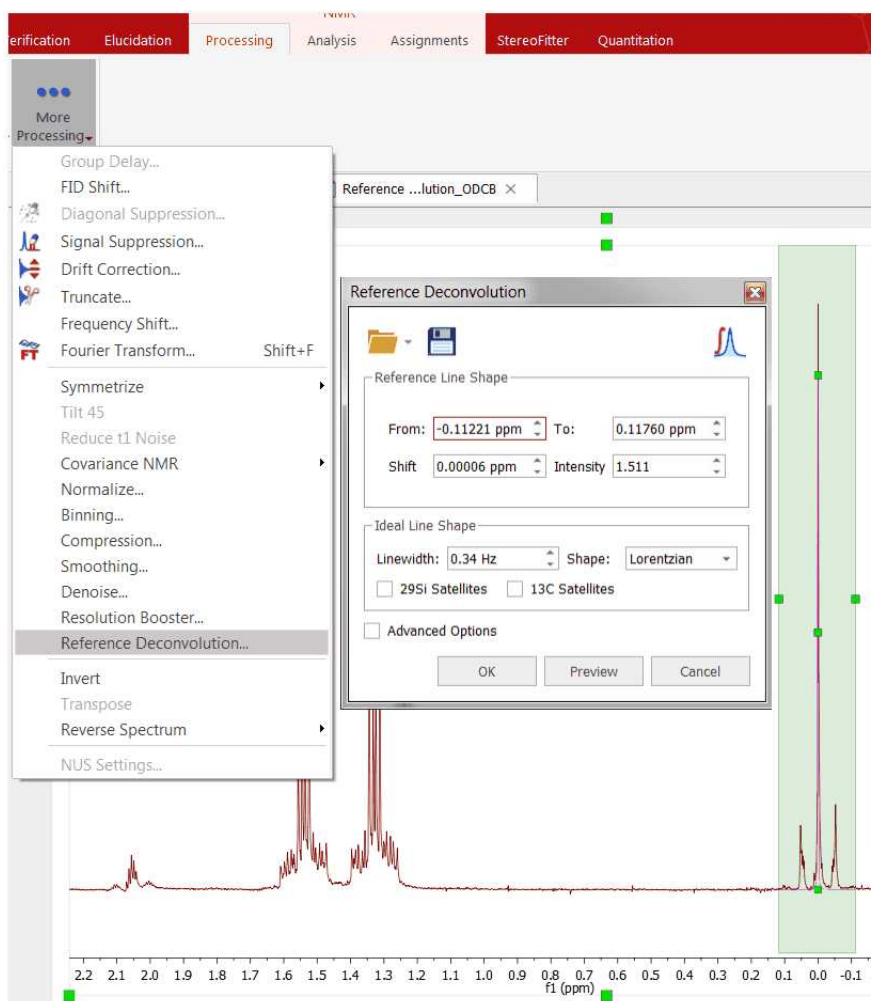 NMR
erification Elucidation Processing Analysis Assignments StereoFitter Quantitation
More
Processing
Group Delay...
FID Shift...
Diagonal Suppression...
Signal Suppression...
Drift Correction...
Truncate...
Frequency Shift...
FT Fourier Transform... Shift+F
Symmetrize
Tilt 45
Reduce t1 Noise
Covariance NMR
Normalize...
Binning...
Compression...
Smoothing...
Denoise...
Resolution Booster...
Reference Deconvolution...
Invert
Transpose
Reverse Spectrum
NUS Settings...
Reference ...lution_ODCB
Reference Deconvolution
Reference Line Shape
From: -0.11221 ppm To: 0.11760 ppm
Shift 0.00006 ppm Intensity 1.511
Ideal Line Shape
Linewidth: 0.34 Hz Shape: Lorentzian
29Si Satellites 13C Satellites
Advanced Options
OK Preview Cancel
2.2 2.1 2.0 1.9 1.8 1.7 1.6 1.5 1.4 1.3 1.2 1.1 1.0 0.9 0.8 0.7 0.6 0.5 0.4 0.3 0.2 0.1 0.0 -0.1
f1 (ppm)